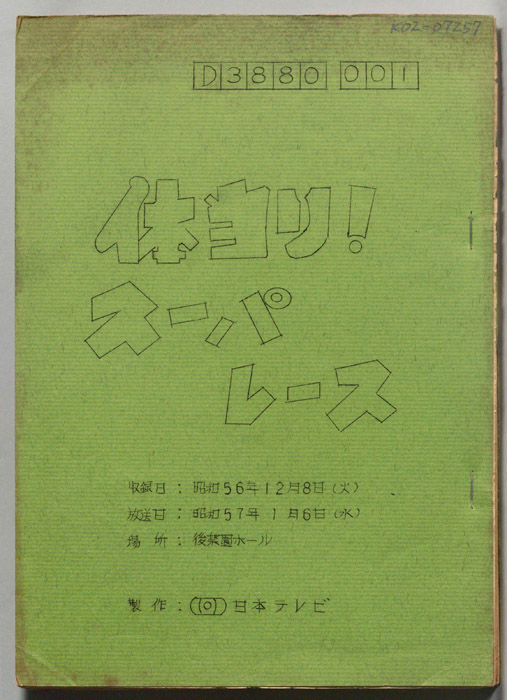 K02-07257
D3880 001
体当り!
スーパー
レース
収録日：昭和56年12月8日(火)
放送日：昭和57年1月6日(水)
場所：後楽園ホール
製作：日本テレビ